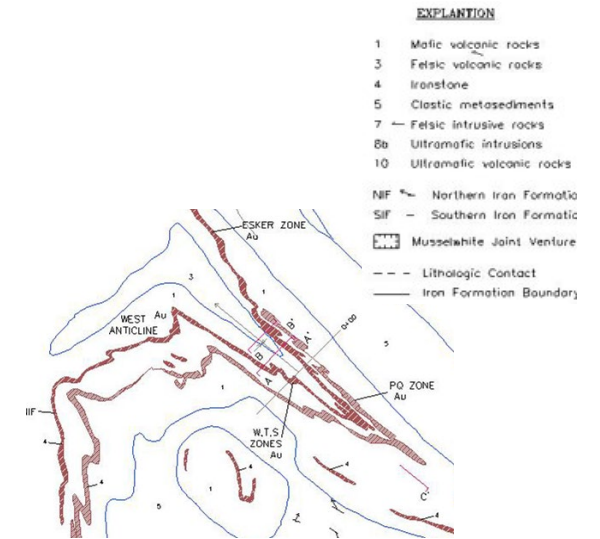 EXPLANTION
1 Mafic volcanic rocks
3 Felsic volcanic rocks
4 Ironstone
5 Clastic metasediments
7 Felsic intrusive rocks
8b Ultramafic intrusions
10 Ultramafic volcanic rocks
NIF Northern Iron Formatio
SIF Southern Iron Formatio
Musselwhite Joint Venture
Lithologic Contact
Iron Formation Boundary
ESKER ZONE
Au
3
1
1
Au
WEST
ANTICLINE
B'
A'
0+00
5
B
A
1
PQ ZONE
Au
IIF
4
W.T,S
ZONES
Au
4
4
4
1
5
C'
4